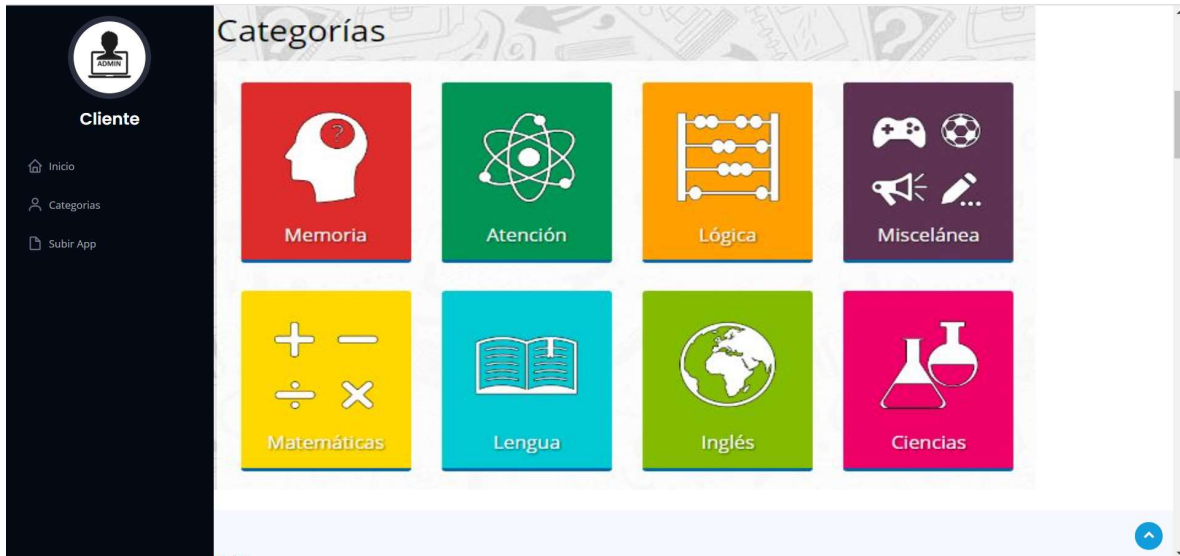 ADMIN
Cliente
Inicio
Categorias
Subir App
Categorías
?
Memoria
Atención
Lógica
Miscelánea
Matemáticas
Lengua
Inglés
Ciencias